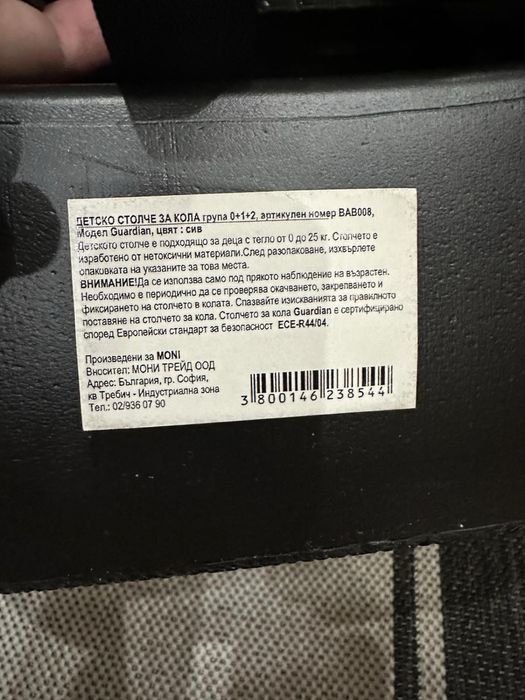 ДЕТСКО СТОЛЧЕ ЗА КОЛА група 0+1+2, артикулен номер BAB008,
Модел Guardian, цвят : сив
Детското столче е подходящо за деца с тегло от 0 до 25 кг. Столчето е
изработено от нетоксични материали.След разопаковане, изхвърлете
опаковката на указаните за това места.
ВНИМАНИЕ!Да се използва само под прякото наблюдение на възрастен.
Необходимо е периодично да се проверява окачването, закрепването и
фиксирането на столчето в колата. Спазвайте изискванията за правилното
поставяне на столчето за кола. Столчето за кола Guardian е сертифицирано
според Европейски стандарт за безопасност ECE-R44/04.
Произведени за MONI
Вносител: МОНИ ТРЕЙД ООД
Адрес: България, гр. София,
кв Требич - Индустриална зона
Тел.: 02/936 07 90
3 800146 238544